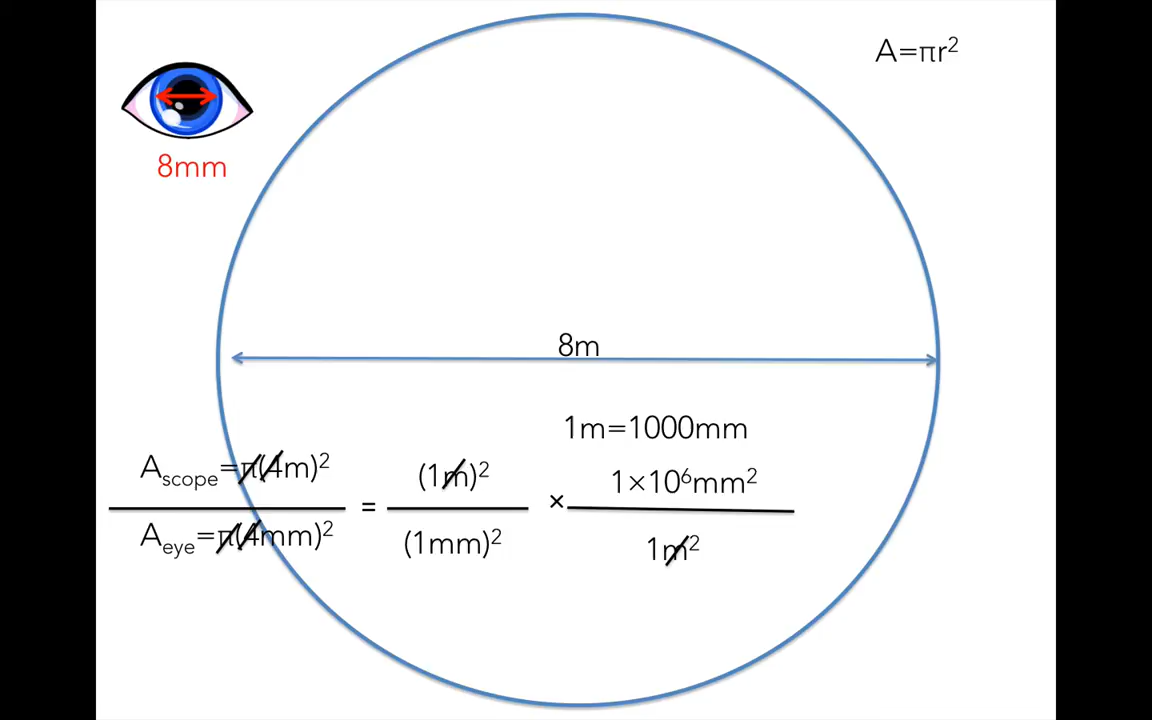 A=πr²
8mm
8m
1m=1000mm
A_scope=π(4m)²
A_eye=π(4mm)²
=
(1m)²
(1mm)²
×
1×10⁶mm²
1m²